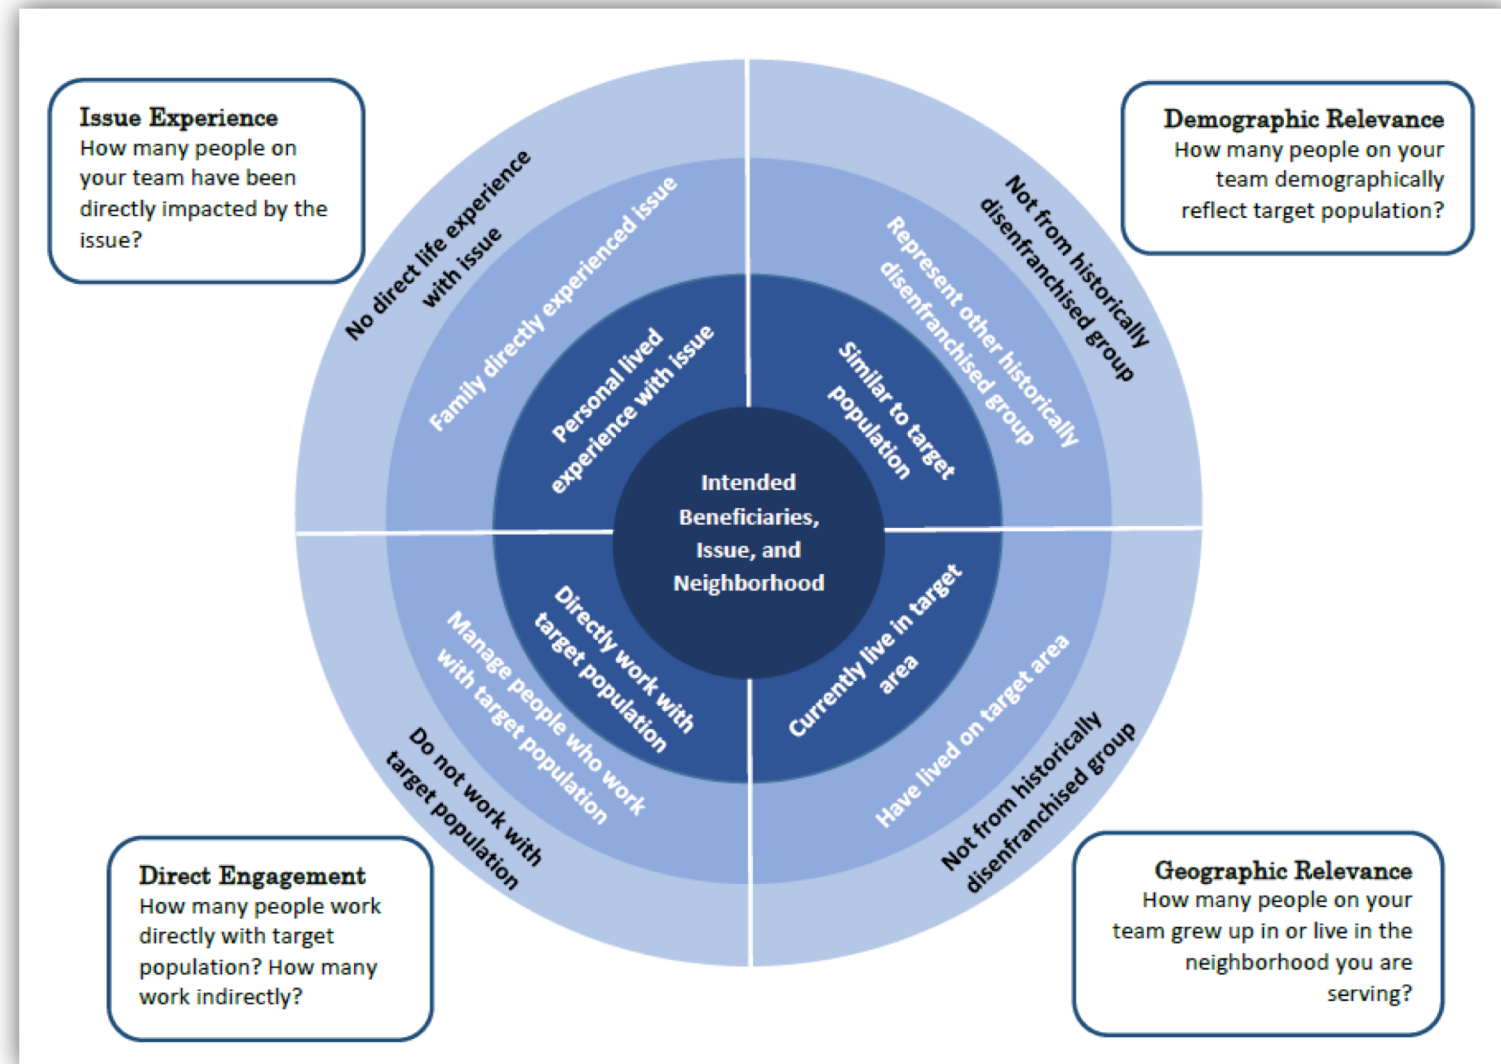 Issue Experience
How many people on
your team have been
directly impacted by the
issue?
Demographic Relevance
How many people on your
team demographically
reflect target population?
No direct life experience
with issue
Family directly experienced issue
Personal lived
experience with issue
Not from historically
disenfranchised group
Represent other historically
disenfranchised group
Similar to target
population
Intended
Beneficiaries,
Issue, and
Neighborhood
Directly work with
target population
Manage people who work
with target population
Do not work with
target population
Currently live in target
area
Have lived on target area
Not from historically
disenfranchised group
Direct Engagement
How many people work
directly with target
population? How many
work indirectly?
Geographic Relevance
How many people on your
team grew up in or live in the
neighborhood you are
serving?